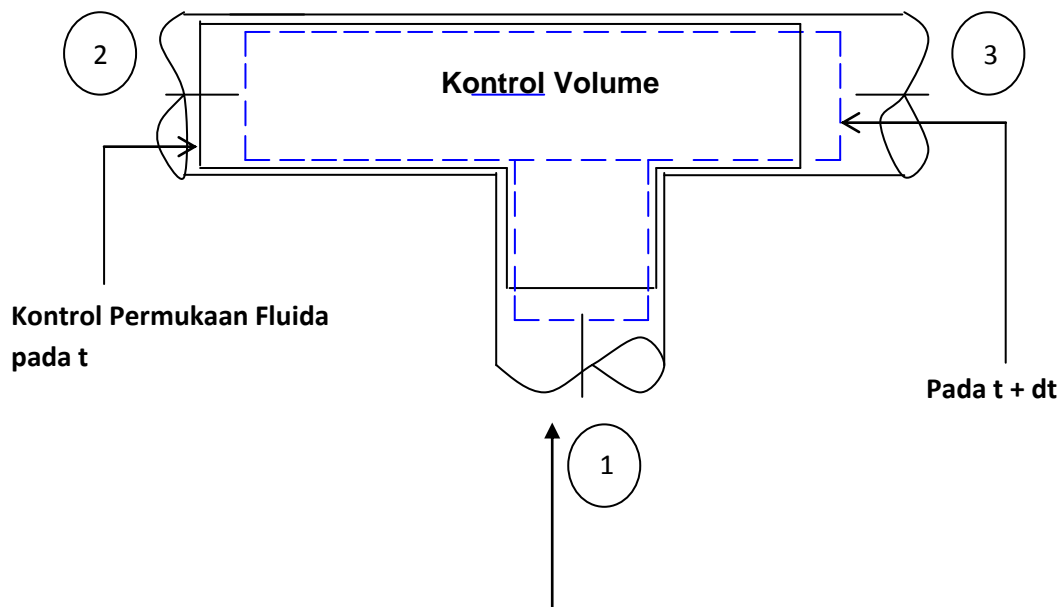 2
3
Kontrol Volume
Kontrol Permukaan Fluida
pada t
Pada t + dt
1